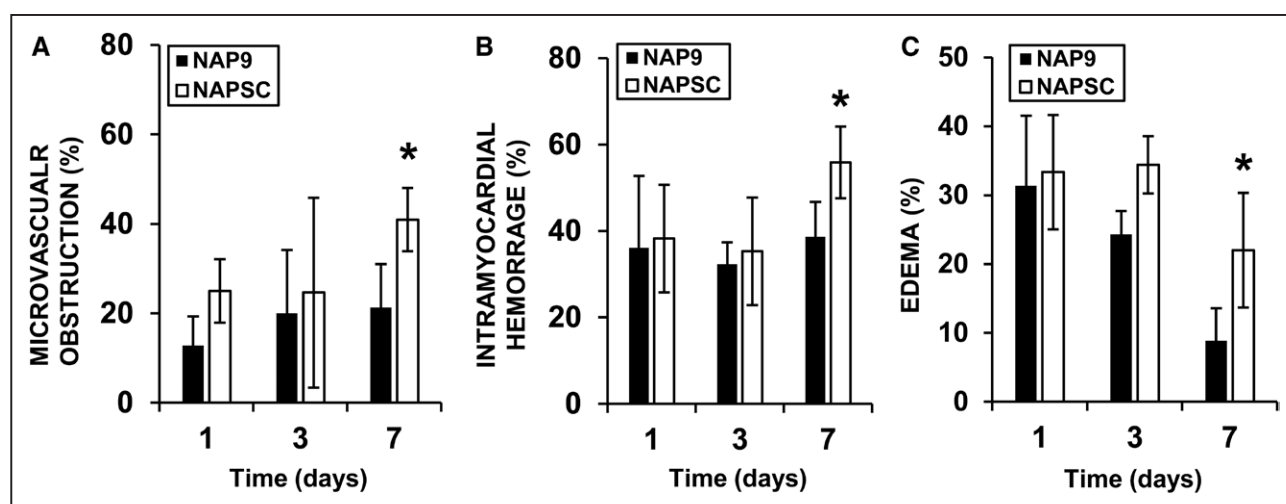 A
80
60
40
20
0
MICROVASCUALR
OBSTRUCTION (%)
NAP9
NAPSC
*
1 3 7
Time (days)
B
80
60
40
20
0
INTRAMYOCARDIAL
HEMORRAGE (%)
NAP9
NAPSC
*
1 3 7
Time (days)
C
50
40
30
20
10
0
EDEMA (%)
NAP9
NAPSC
*
1 3 7
Time (days)